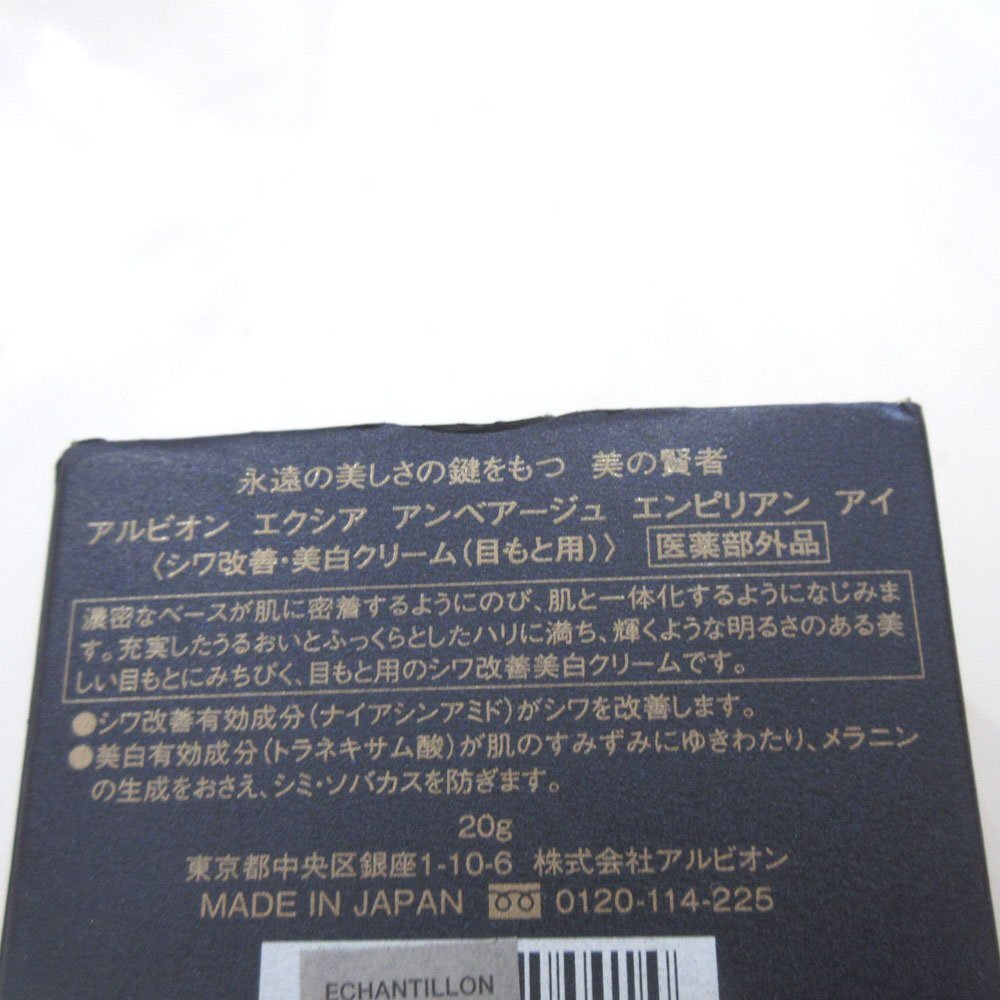 永遠の美しさの鍵をもつ 美の賢者
アルビオン エクシア アンベアージュ エンピリアン アイ
〈シワ改善・美白クリーム(目もと用)〉 医薬部外品
濃密なベースが肌に密着するようにのび、肌と一体化するようになじみま
す。充実したうるおいとふっくらとしたハリに満ち、輝くような明るさのある美
しい目もとにみちびく、目もと用のシワ改善美白クリームです。
●シワ改善有効成分(ナイアシンアミド)がシワを改善します。
●美白有効成分(トラネキサム酸)が肌のすみずみにゆきわたり、メラニン
の生成をおさえ、シミ・ソバカスを防ぎます。
20g
東京都中央区銀座1-10-6 株式会社アルビオン
MADE IN JAPAN 0120-114-225
ECHANTILLON